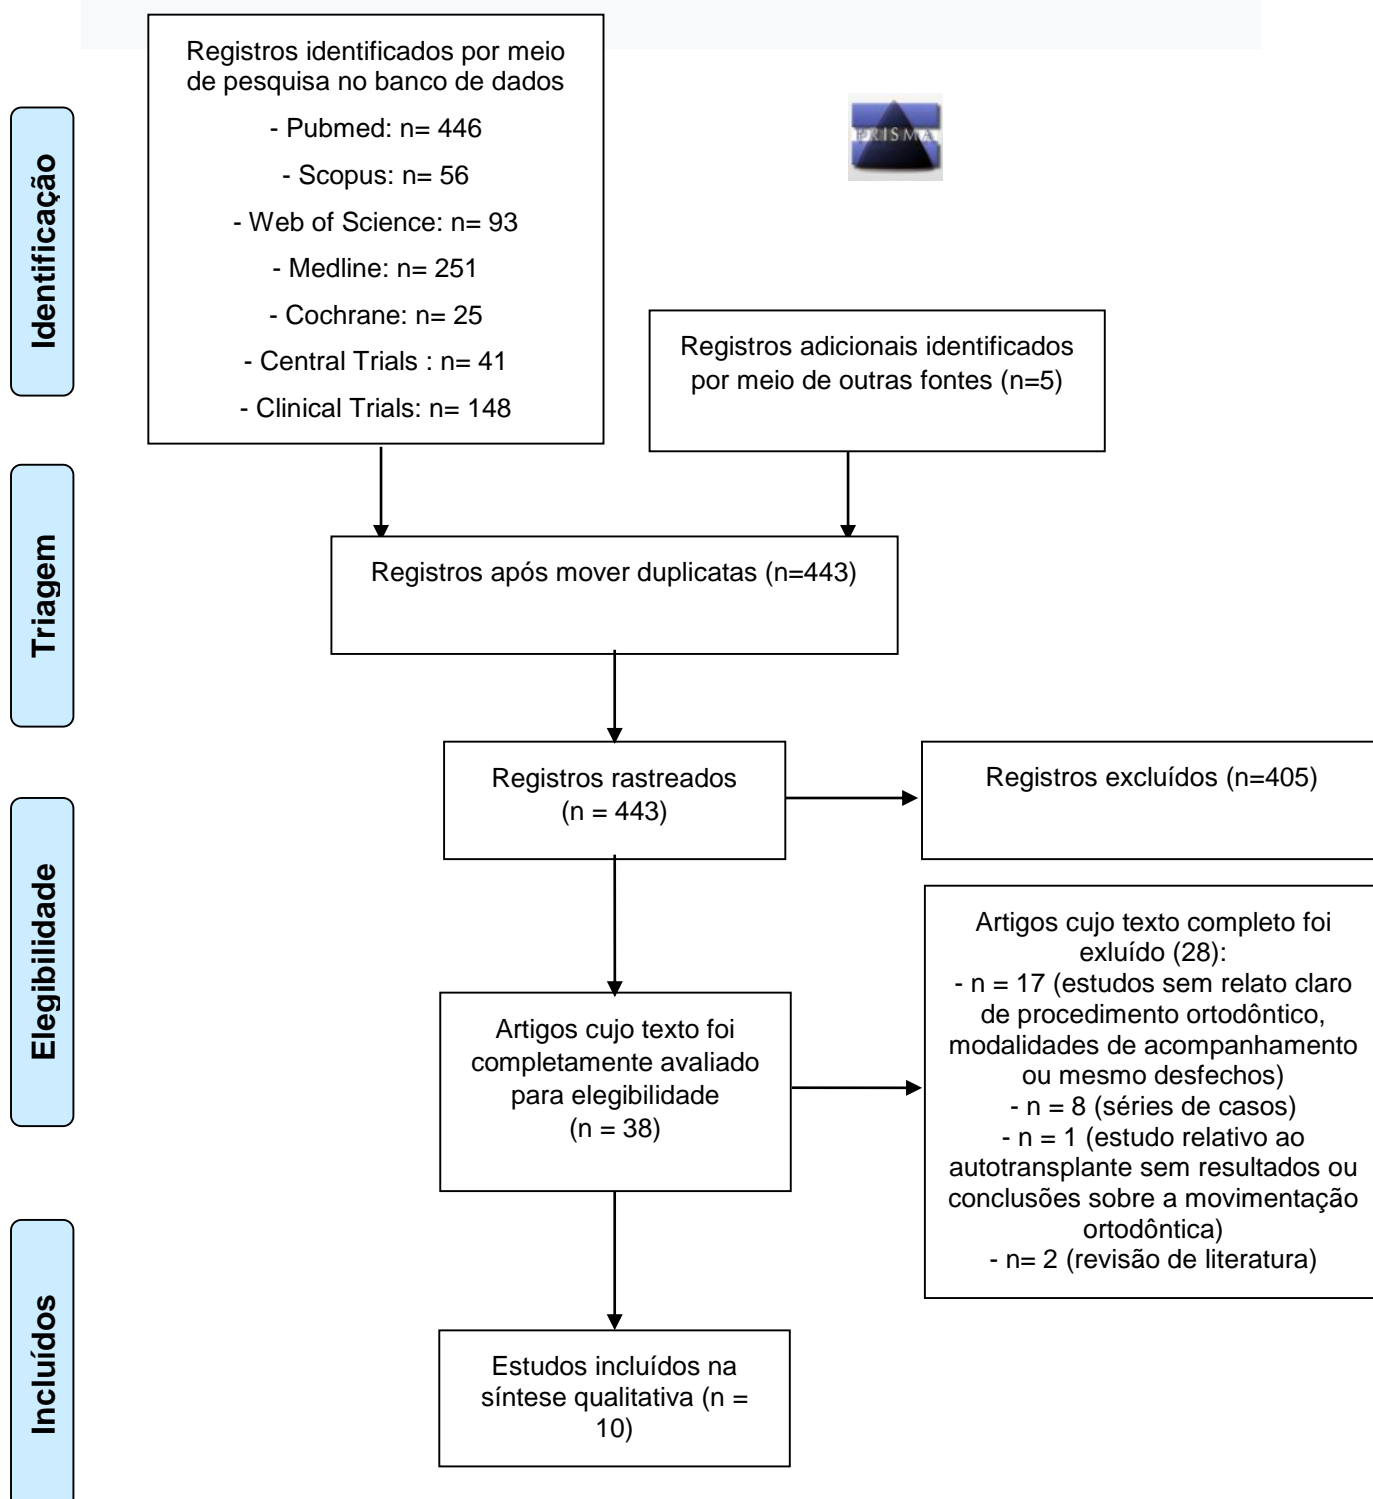 Registros identificados por meio
de pesquisa no banco de dados
- Pubmed: n= 446
- Scopus: n= 56
- Web of Science: n= 93
- Medline: n= 251
- Cochrane: n= 25
- Central Trials : n= 41
- Clinical Trials: n= 148
PRISMA
Identificação
Registros adicionais identificados
por meio de outras fontes (n=5)
Triagem
Registros após mover duplicatas (n=443)
Registros rastreados
(n = 443)
Registros excluídos (n=405)
Elegibilidade
Artigos cujo texto foi
completamente avaliado
para elegibilidade
(n = 38)
Artigos cujo texto completo foi
exluído (28):
- n = 17 (estudos sem relato claro
de procedimento ortodôntico,
modalidades de acompanhamento
ou mesmo desfechos)
- n = 8 (séries de casos)
- n = 1 (estudo relativo ao
autotransplante sem resultados ou
conclusões sobre a movimentação
ortodôntica)
- n= 2 (revisão de literatura)
Incluídos
Estudos incluídos na
síntese qualitativa (n =
10)